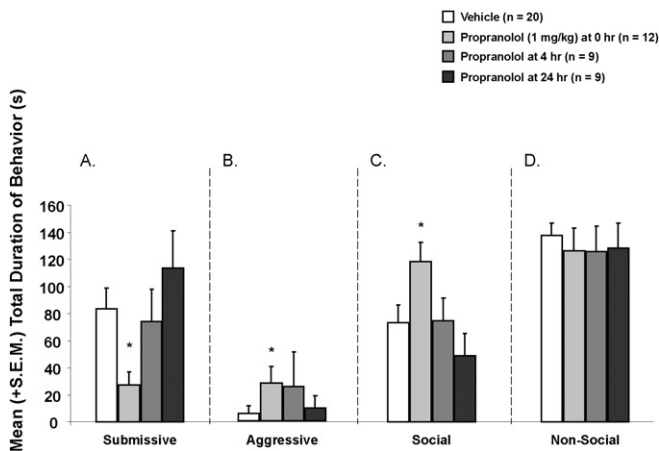 Vehicle (n = 20)
Propranolol (1 mg/kg) at 0 hr (n = 12)
Propranolol at 4 hr (n = 9)
Propranolol at 24 hr (n = 9)
Mean (+S.E.M.) Total Duration of Behavior (s)
A.
B.
C.
D.
160
140
120
100
80
60
40
20
0
*
*
*
Submissive
Aggressive
Social
Non-Social